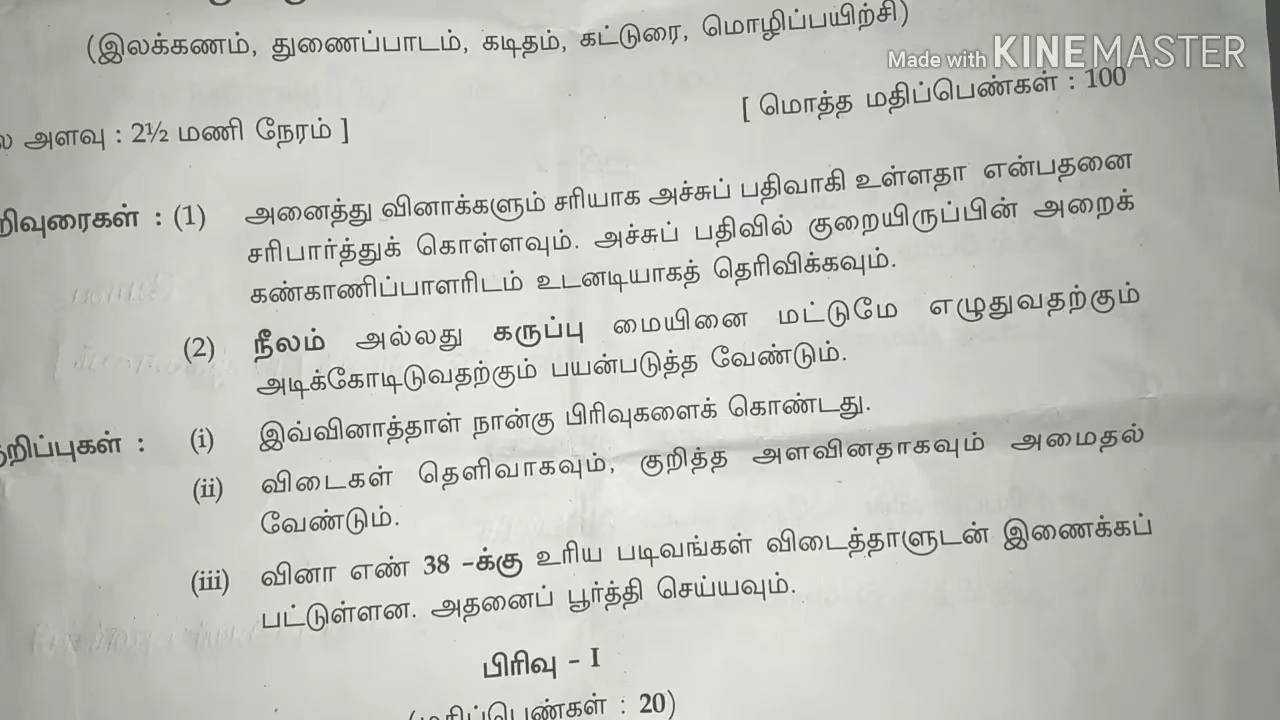 (இலக்கணம், துணைப்பாடம், கடிதம், கட்டுரை, மொழிப்பயிற்சி)
Made with KINEMASTER
[ மொத்த மதிப்பெண்கள் : 100
அளவு : 2½ மணி நேரம் ]
(1) அனைத்து வினாக்களும் சரியாக அச்சுப் பதிவாகி உள்ளதா என்பதனை
சரிபார்த்துக் கொள்ளவும். அச்சுப் பதிவில் குறையிருப்பின் அறைக்
கண்காணிப்பாளரிடம் உடனடியாகத் தெரிவிக்கவும்.
(2) நீலம் அல்லது கருப்பு மையினை மட்டுமே எழுதுவதற்கும்
அடிக்கோடிடுவதற்கும் பயன்படுத்த வேண்டும்.
(i) இவ்வினாத்தாள் நான்கு பிரிவுகளைக் கொண்டது.
(ii) விடைகள் தெளிவாகவும், குறித்த அளவினதாகவும் அமைதல்
வேண்டும்.
(iii) வினா எண் 38 -க்கு உரிய படிவங்கள் விடைத்தாளுடன் இணைக்கப்
பட்டுள்ளன. அதனைப் பூர்த்தி செய்யவும்.
பிரிவு - I
: 20)